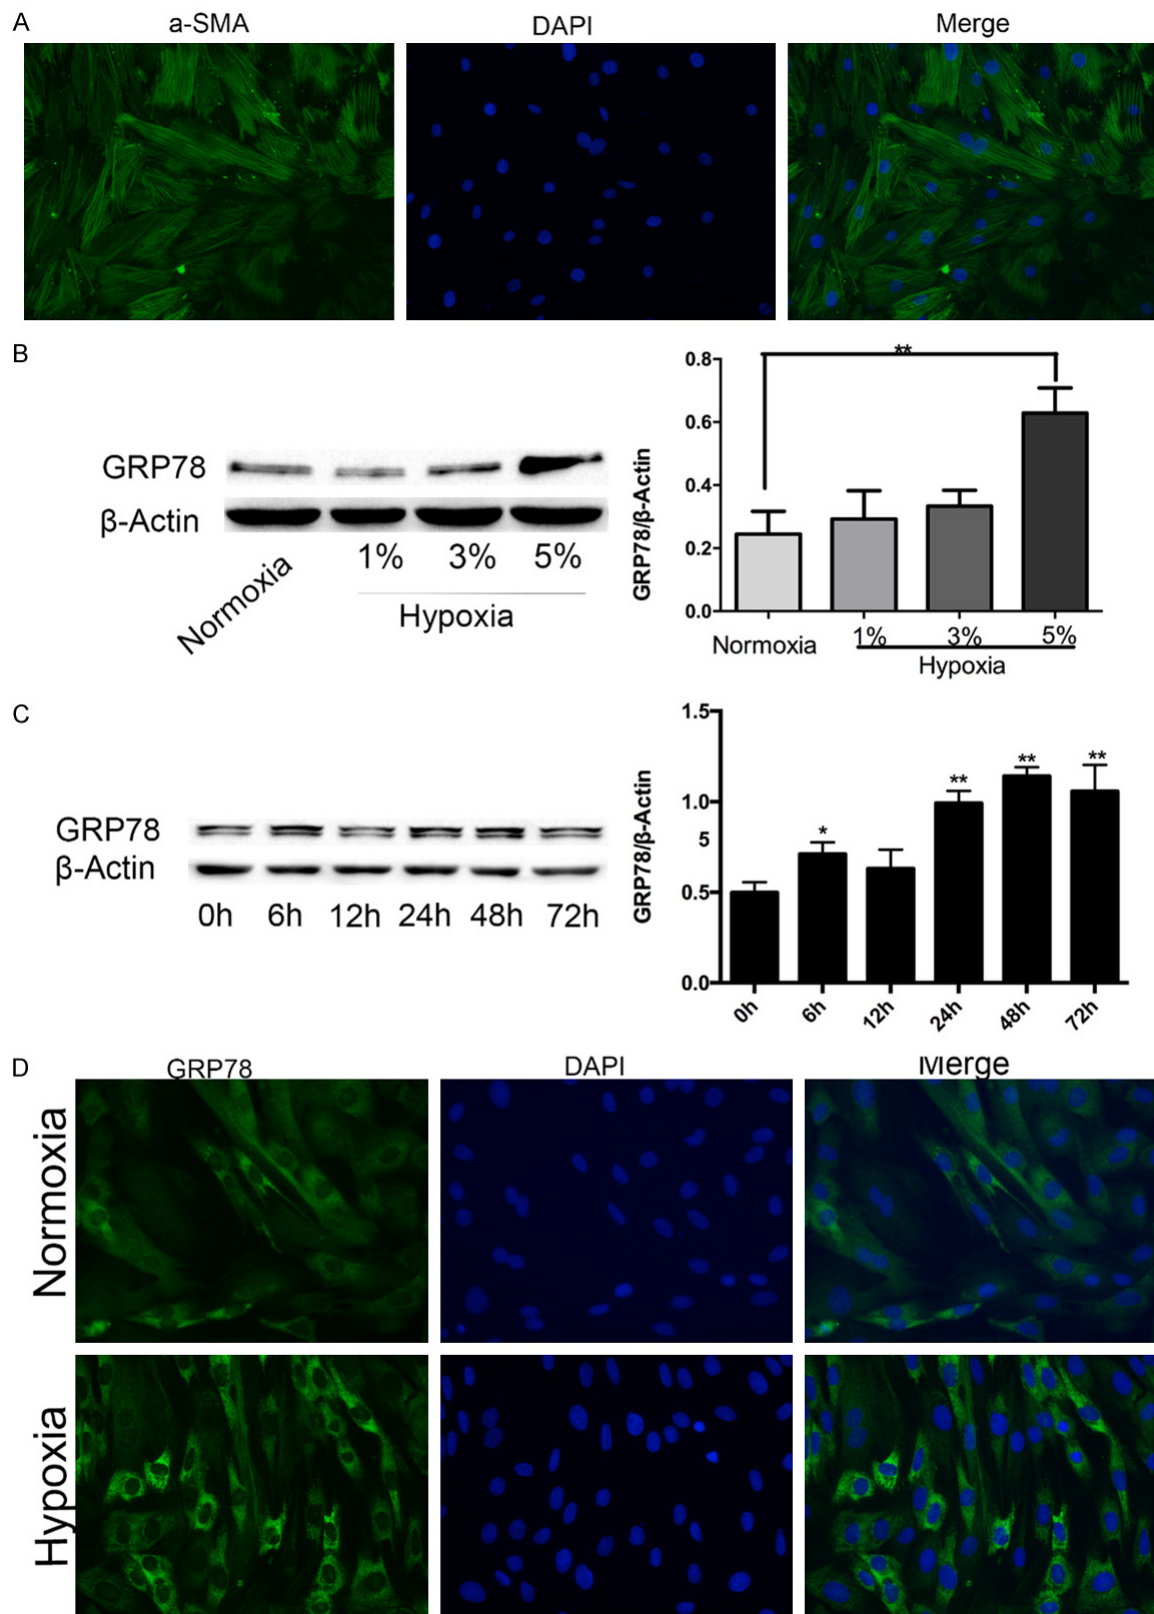 A
a-SMA DAPI Merge
B
GRP78
β-Actin
Normoxia
1% 3% 5%
Hypoxia
**
0.8
0.6
0.4
0.2
0.0
GRP78/β-Actin
Normoxia 1% 3% 5%
Hypoxia
C
GRP78
β-Actin
0h 6h 12h 24h 48h 72h
1.5
1.0
5
0.5
0.0
GRP78/β-Actin
* ** ** **
0h 6h 12h 24h 48h 72h
D
GRP78 DAPI Merge
Normoxia
Hypoxia